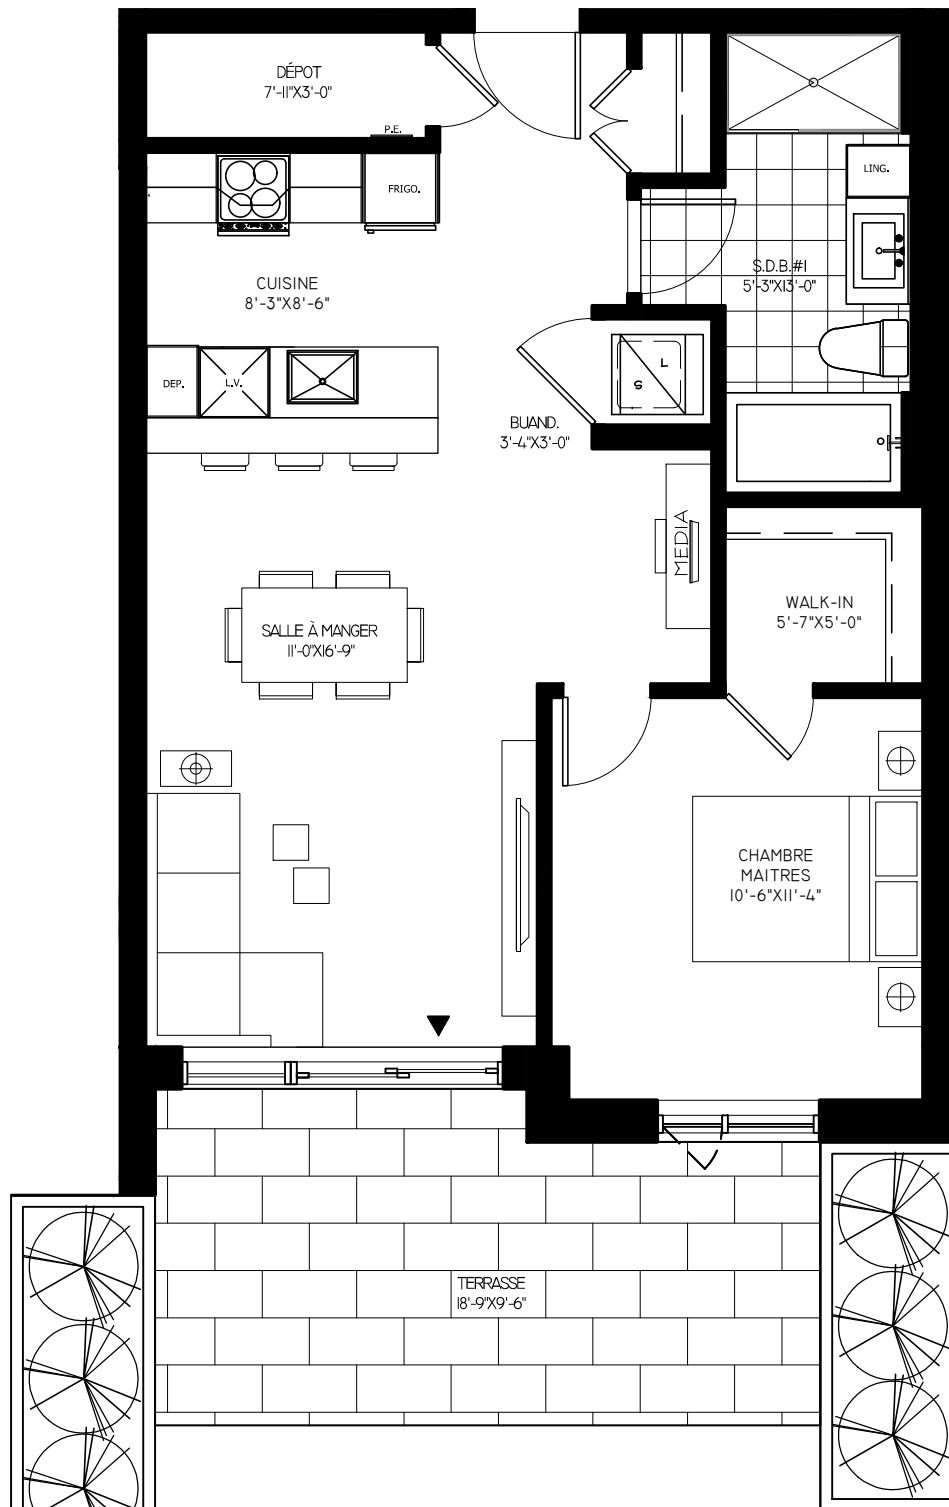 DÉPOT
7'-11"X3'-0"
P.E.
FRIGO.
LING.
CUISINE
8'-3"X8'-6"
S.D.B.#1
5'-3"X13'-0"
DEP.
L.V.
L
S
BUAND.
3'-4"X3'-0"
MEDIA
WALK-IN
5'-7"X5'-0"
SALLE À MANGER
11'-0"X16'-9"
CHAMBRE
MAITRES
10'-6"X11'-4"
TERRASSE
18'-9"X9'-6"